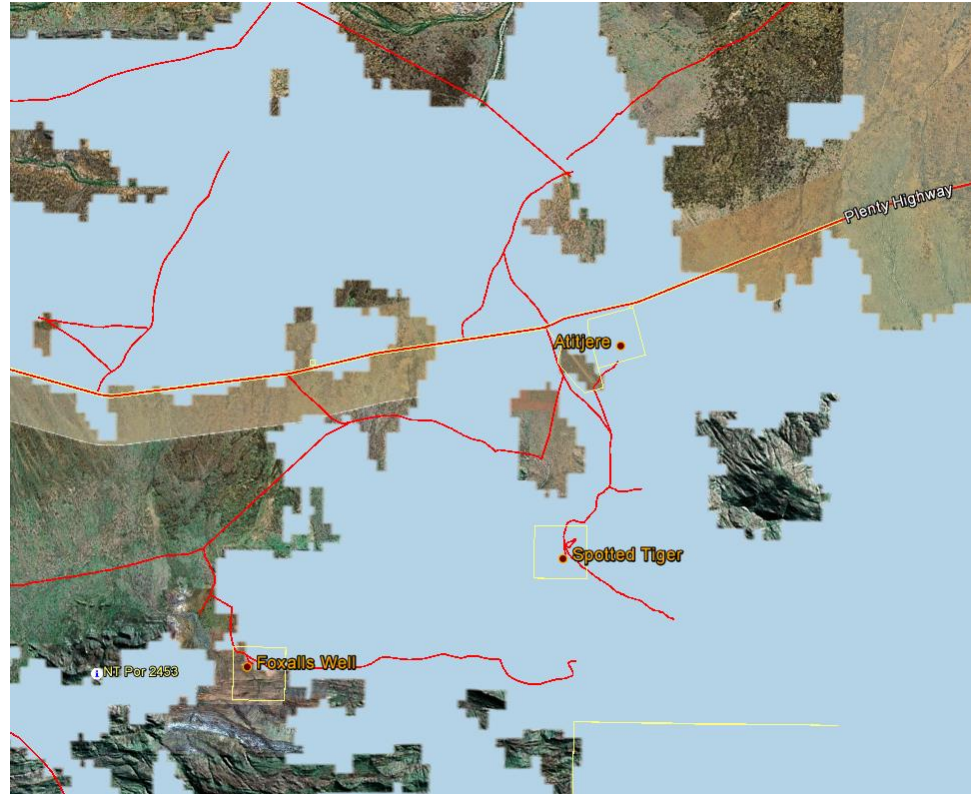 Plenty Highway
Atitjere
Spotted Tiger
Foxalls Well
NT Por 2453